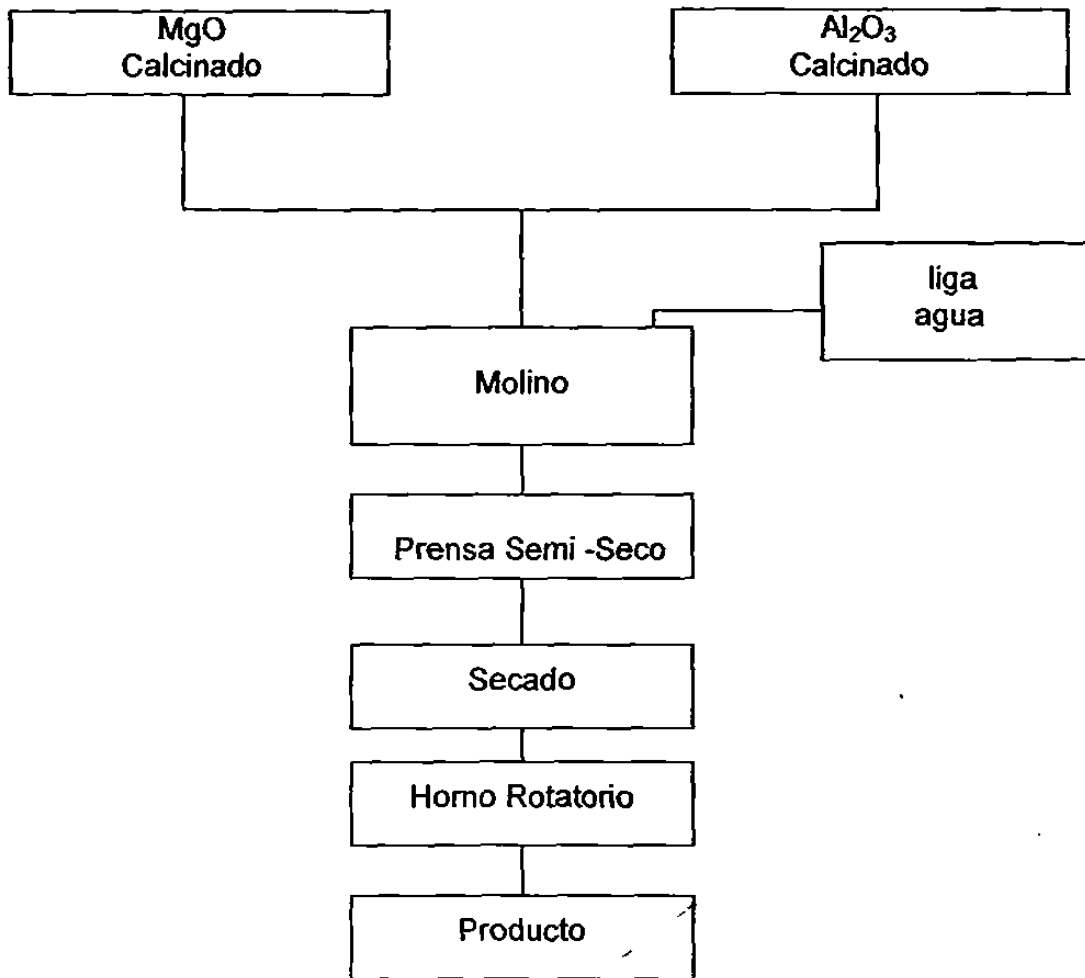 MgO
Calcinado
Al₂O₃
Calcinado
liga
agua
Molino
Prensa Semi -Seco
Secado
Horno Rotatorio
Producto